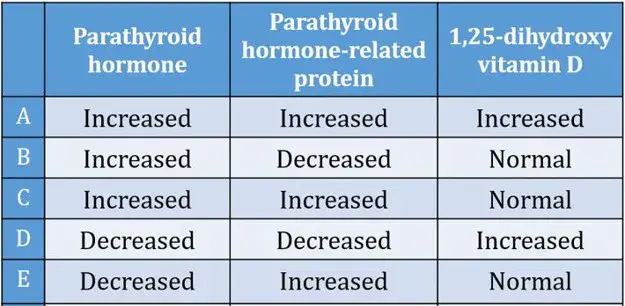 Parathyroid hormone
Parathyroid hormone-related protein
1,25-dihydroxy vitamin D
A Increased Increased Increased
B Increased Decreased Normal
C Increased Increased Normal
D Decreased Decreased Increased
E Decreased Increased Normal